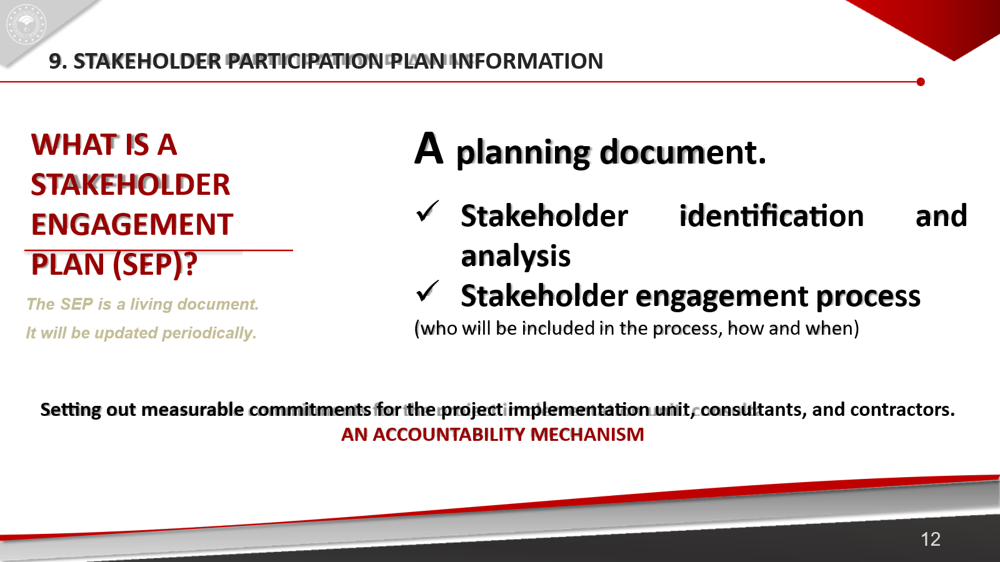 9. STAKEHOLDER PARTICIPATION PLAN INFORMATION
WHAT IS A
STAKEHOLDER
ENGAGEMENT
PLAN (SEP)?
The SEP is a living document.
It will be updated periodically.
A planning document.
✓ Stakeholder identification and
analysis
✓ Stakeholder engagement process
(who will be included in the process, how and when)
Setting out measurable commitments for the project implementation unit, consultants, and contractors.
AN ACCOUNTABILITY MECHANISM
12